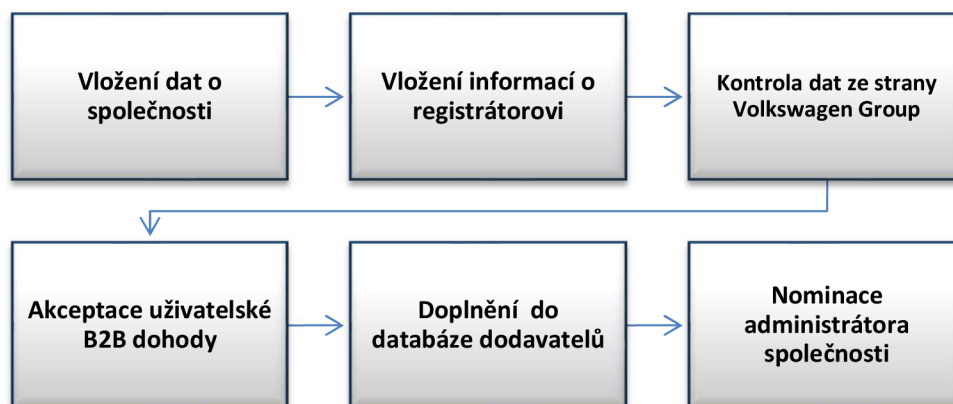 Vložení dat o
společnosti
Vložení informací o
registrátorovi
Kontrola dat ze strany
Volkswagen Group
Akceptace uživatelské
B2B dohody
Doplnění  do
databáze dodavatelů
Nominace
administrátora
společnosti